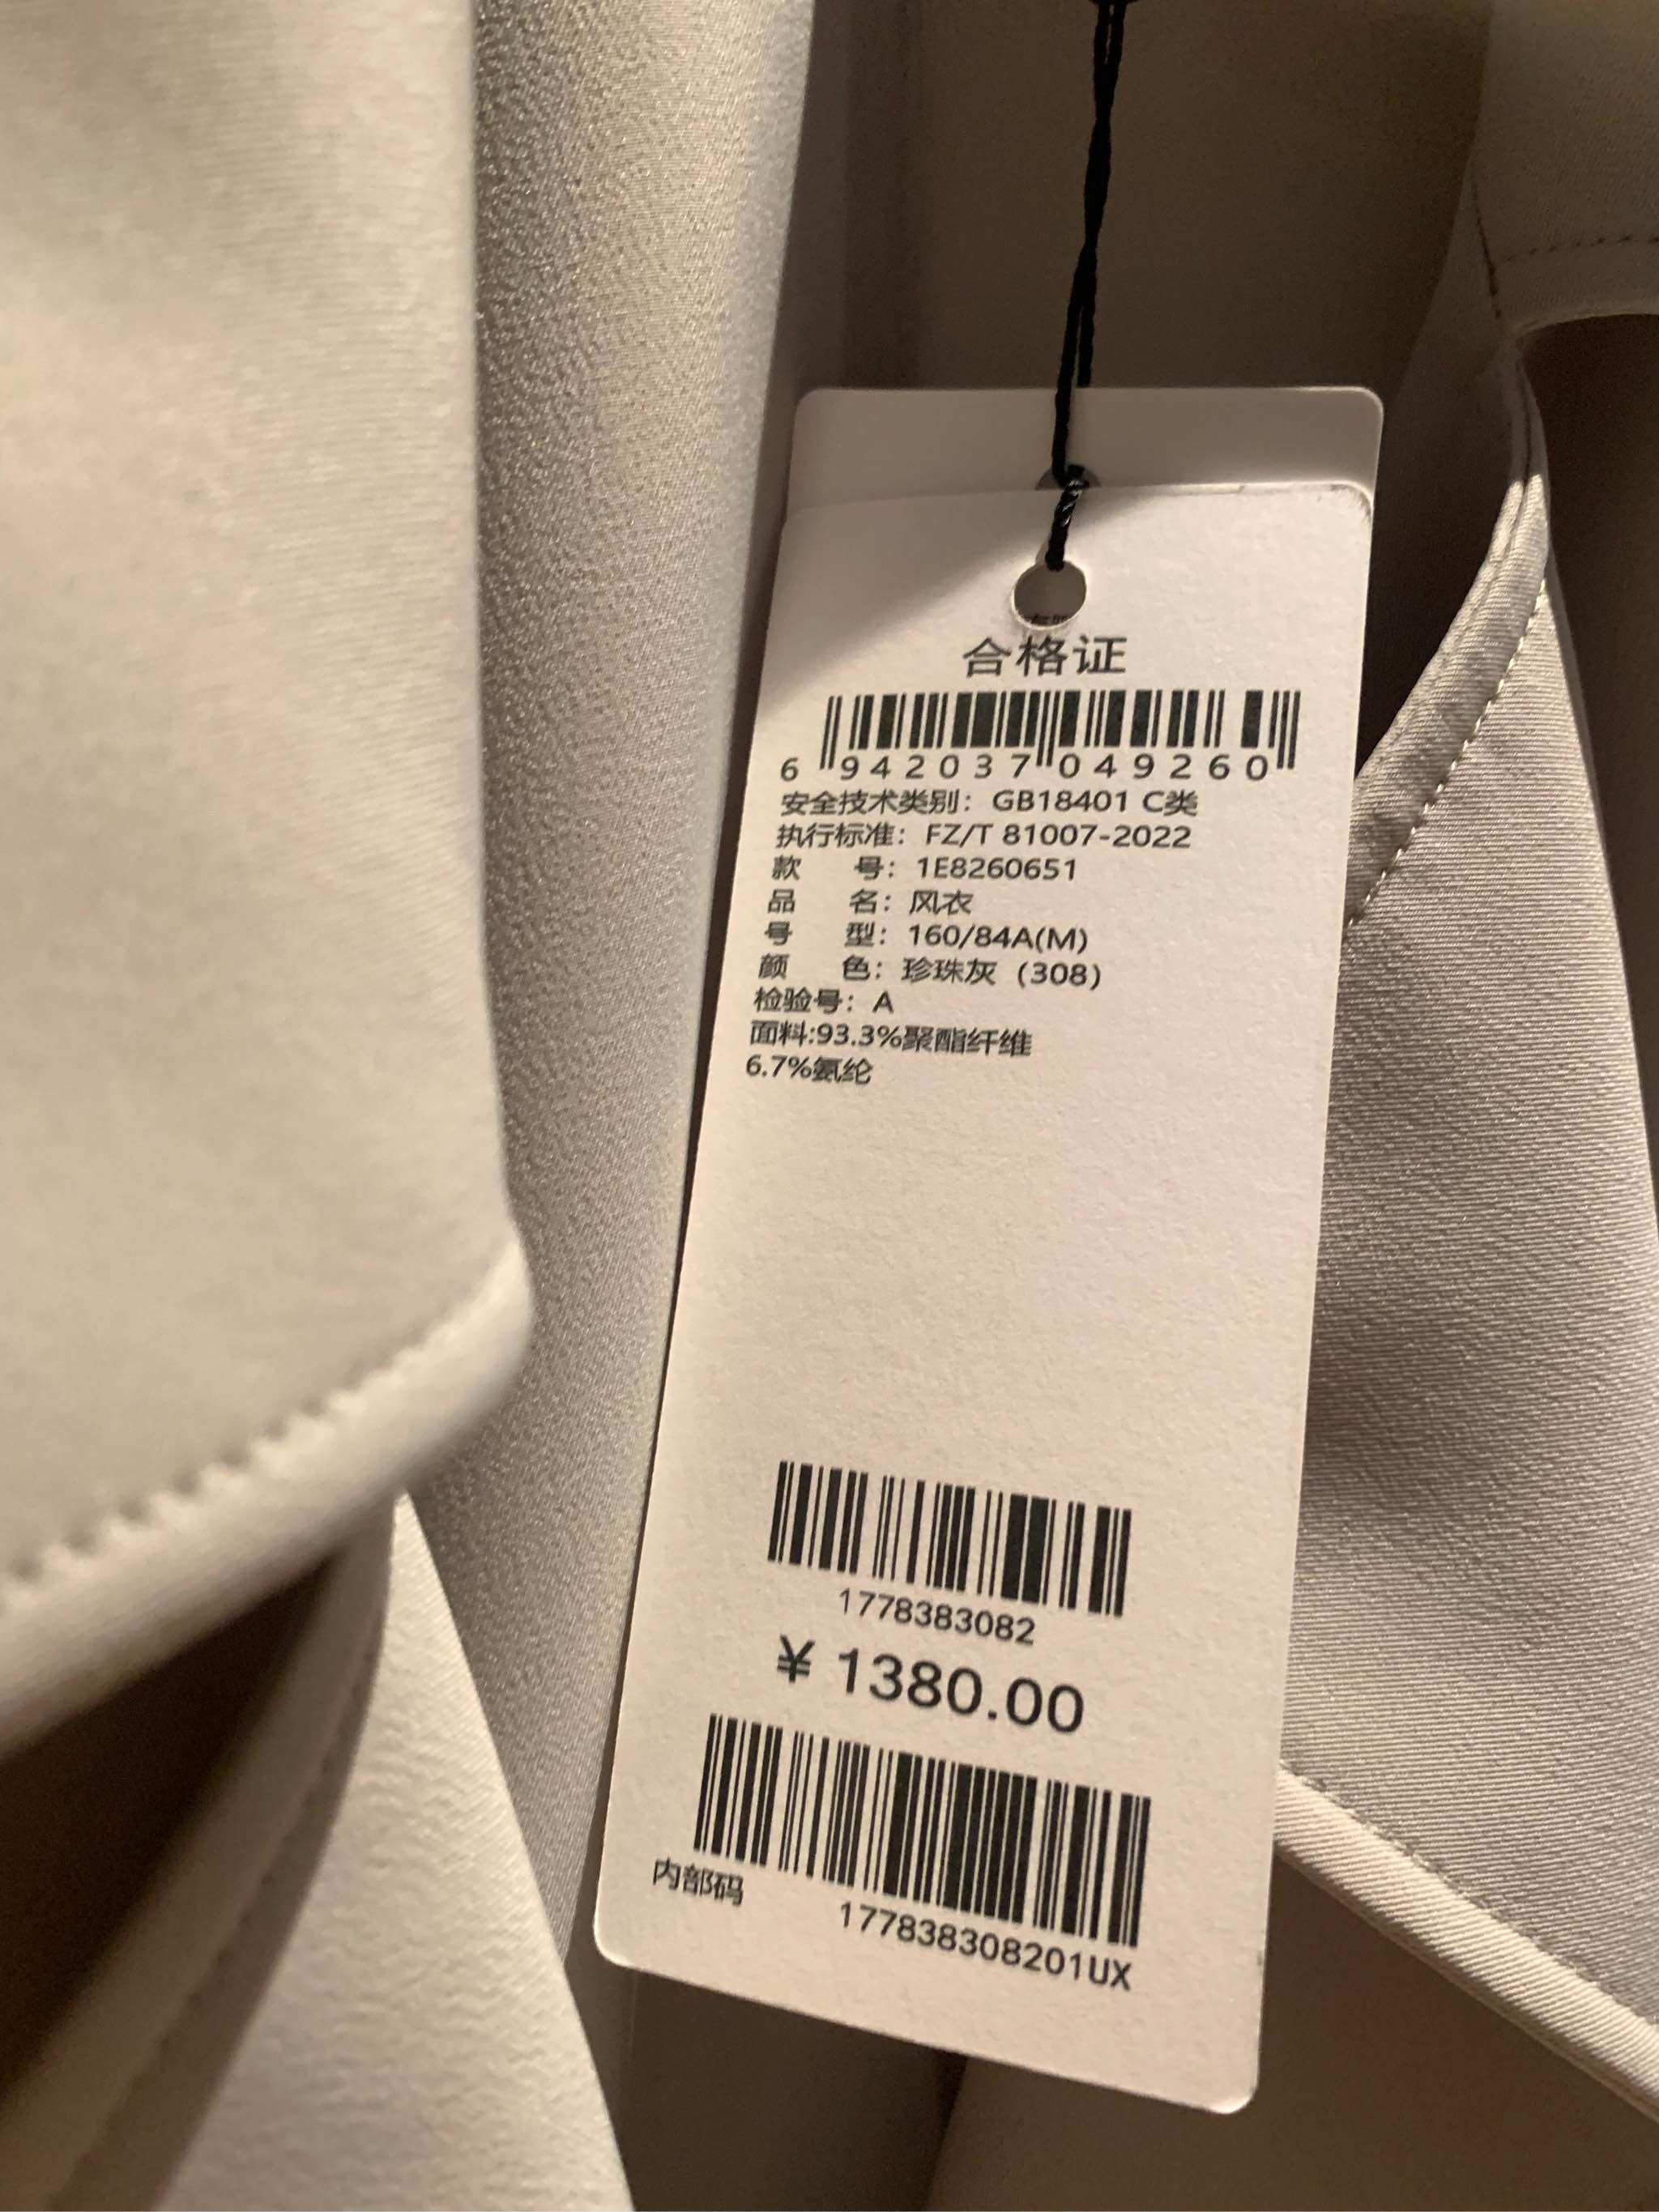 合格证
6 942037 049260
安全技术类别：GB18401 C类
执行标准：FZ/T 81007-2022
款 号：1E8260651
品 名：风衣
号 型：160/84A(M)
颜 色：珍珠灰（308）
检验号：A
面料:93.3%聚酯纤维
6.7%氨纶
1778383082
¥ 1380.00
内部码
177838308201UX